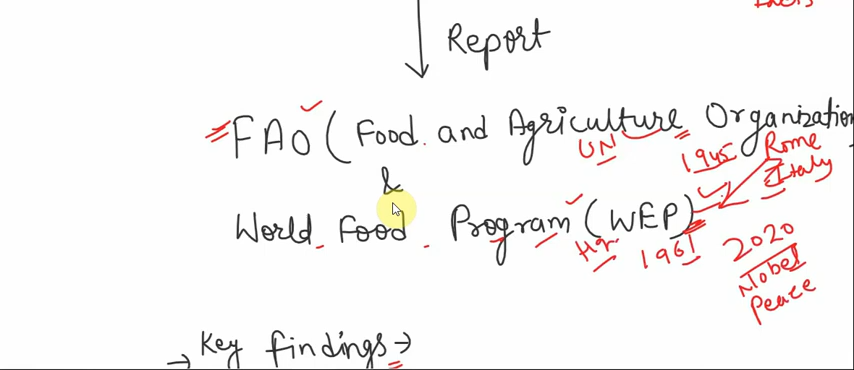 Report
FAO ( Food and Agriculture Organization
UN
1945
Rome
Italy
&
World Food Program (WEP)
Hq.
1961
2020
Nobel
Peace
→ Key findings →